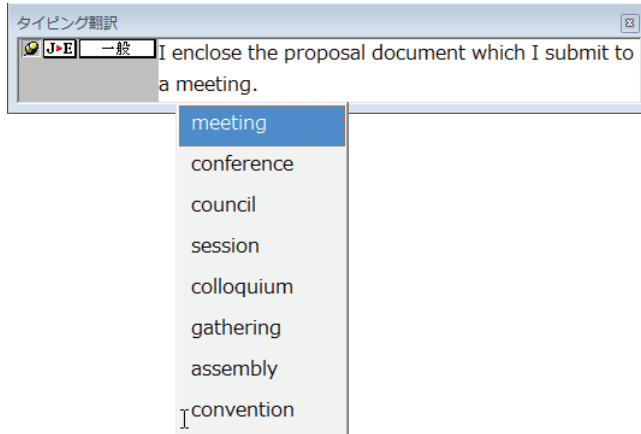 タイピング翻訳
J▸E 一般 I enclose the proposal document which I submit to
a meeting.
meeting
conference
council
session
colloquium
gathering
assembly
convention